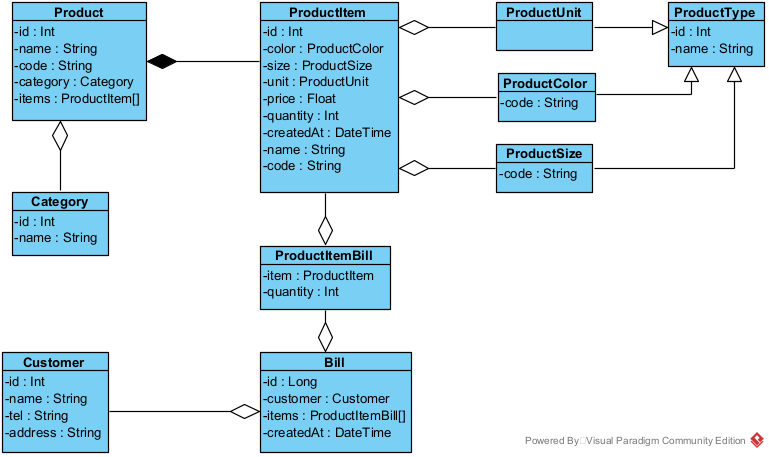 Product
-id : Int
-name : String
-code : String
-category : Category
-items : ProductItem[]
ProductItem
-id : Int
-color : ProductColor
-size : ProductSize
-unit : ProductUnit
-price : Float
-quantity : Int
-createdAt : DateTime
-name : String
-code : String
ProductUnit
ProductType
-id : Int
-name : String
ProductColor
-code : String
ProductSize
-code : String
Category
-id : Int
-name : String
ProductItemBill
-item : ProductItem
-quantity : Int
Customer
-id : Int
-name : String
-tel : String
-address : String
Bill
-id : Long
-customer : Customer
-items : ProductItemBill[]
-createdAt : DateTime
Powered By Visual Paradigm Community Edition